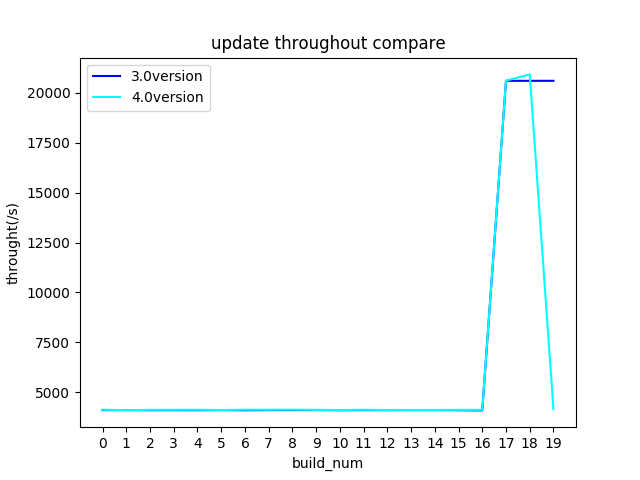 update throughout compare
3.0version
4.0version
20000
17500
15000
12500
10000
7500
5000
throught(/s)
0 1 2 3 4 5 6 7 8 9 10 11 12 13 14 15 16 17 18 19
build_num